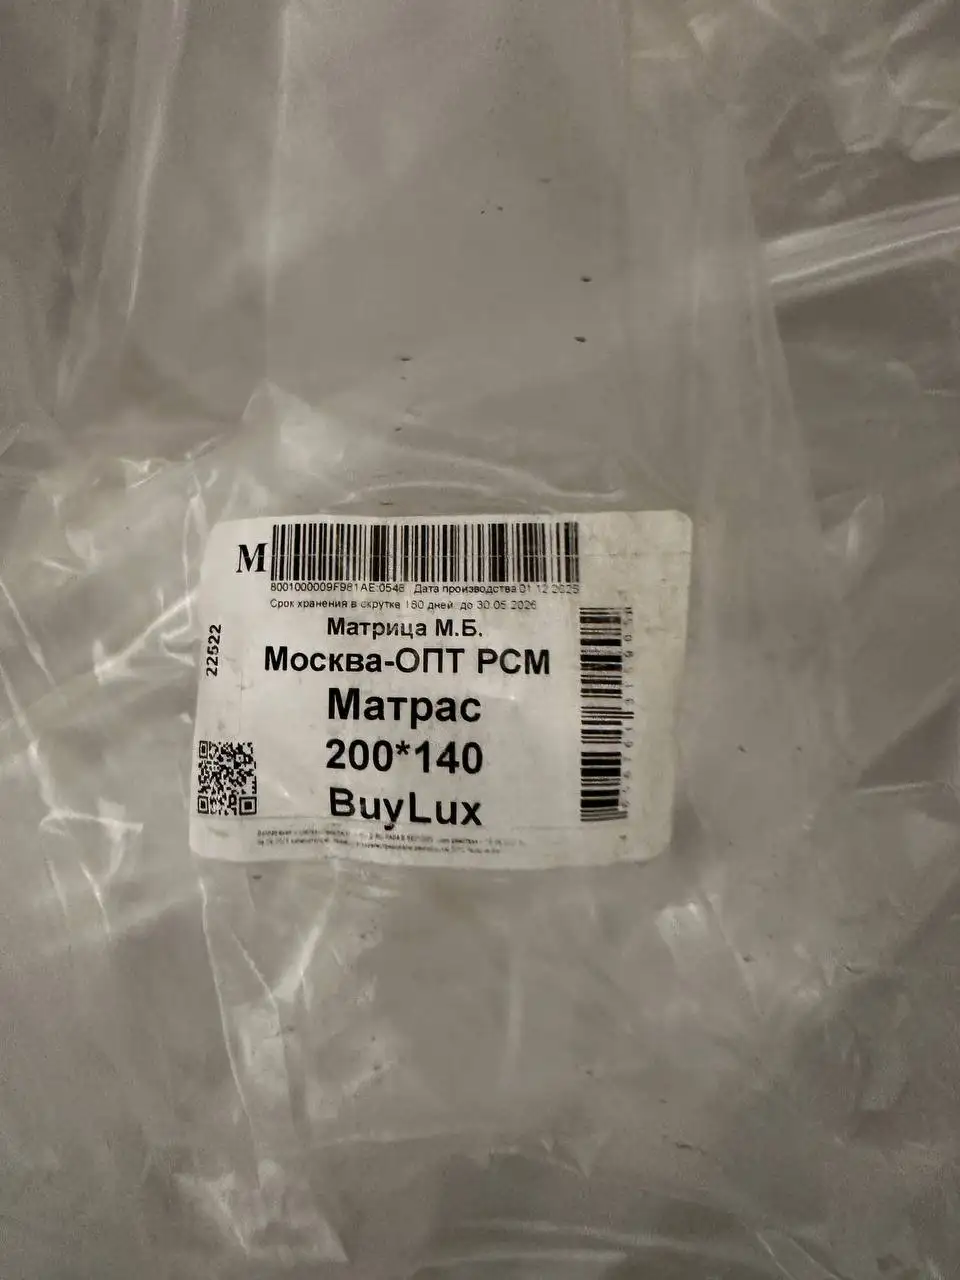 М
8001000009F981AE:0546 Дата производства 01.12.2025
Срок хранения в скрутке 180 дней. до 30.05.2026
Матрица М.Б.
Москва-ОПТ РСМ
22522
Матрас
200*140
BuyLux